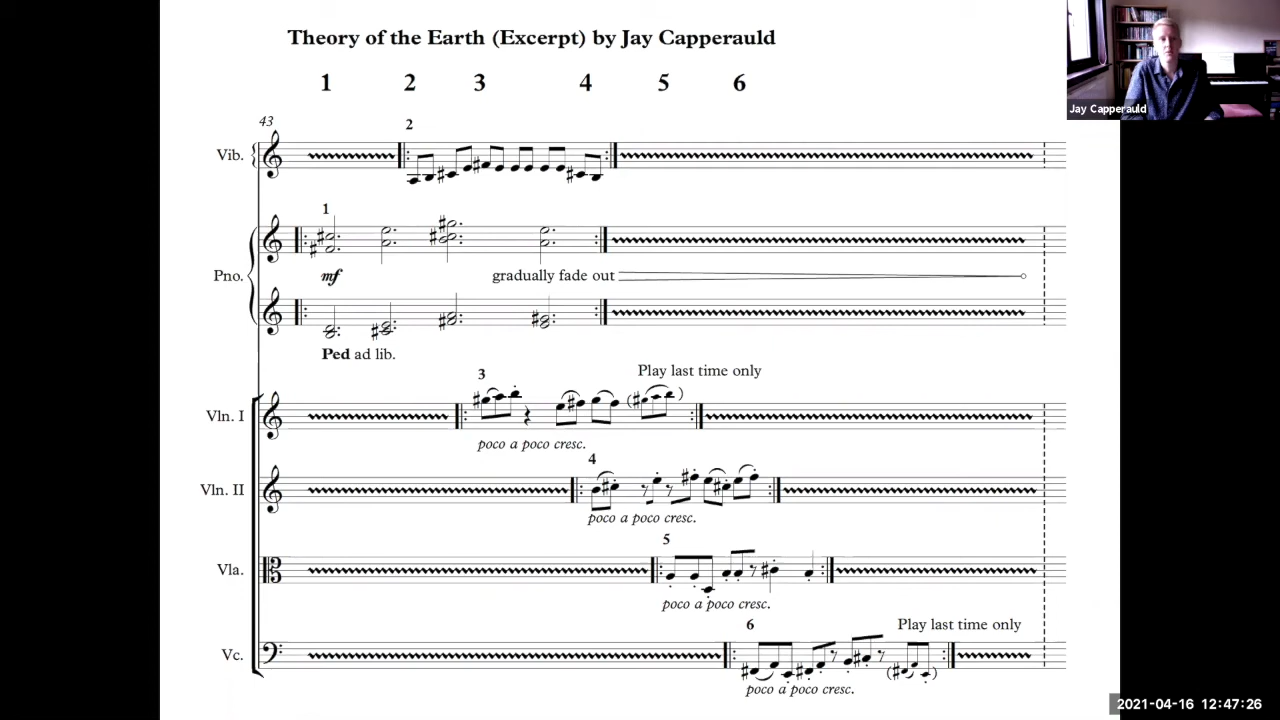 Theory of the Earth (Excerpt) by Jay Capperauld
Jay Capperauld
1 2 3 4 5 6
43
2
Vib.
1
Pno.
mf
gradually fade out
Ped ad lib.
3
Play last time only
Vln. I
poco a poco cresc.
4
Vln. II
poco a poco cresc.
5
Vla.
poco a poco cresc.
6
Play last time only
Vc.
poco a poco cresc.
2021-04-16 12:47:26